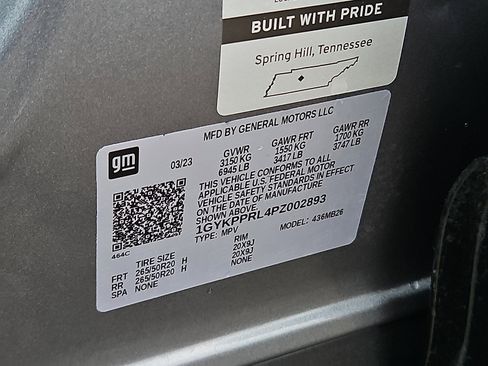 BUILT WITH PRIDE
Spring Hill, Tennessee
MFD BY GENERAL MOTORS LLC
gm
03/23
GVWR GAWR FRT GAWR RR
3150 KG 1550 KG 1700 KG
6945 LB 3417 LB 3747 LB
THIS VEHICLE CONFORMS TO ALL
APPLICABLE U.S. FEDERAL MOTOR
VEHICLE SAFETY STANDARDS IN EFFECT
ON THE DATE OF MANUFACTURE
SHOWN ABOVE.
1GYKPPRL4PZ002893
TYPE: MPV MODEL: 436MB26
464C
TIRE SIZE RIM
FRT 265/50R20 H 20X9J
RR 265/50R20 H 20X9J
SPA NONE NONE